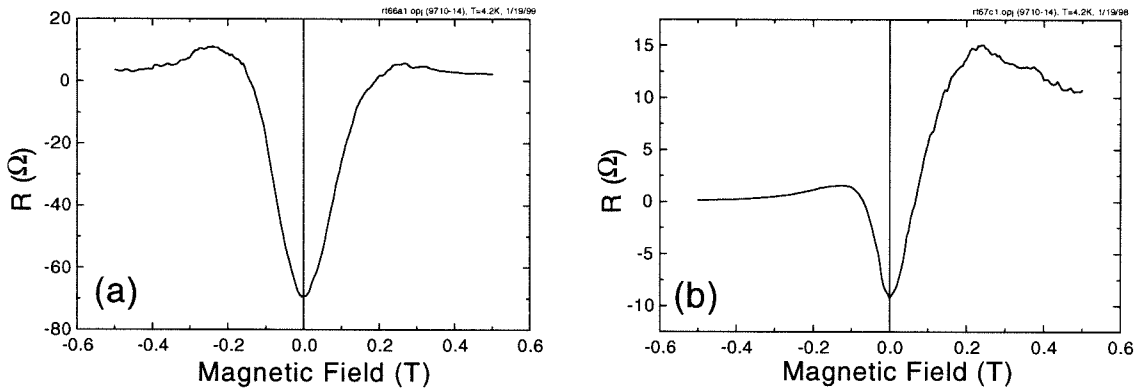 rt66a1.opj (9710-14), T=4.2K, 1/19/99
20
0
-20
-40
-60
-80
R (Ω)
(a)
-0.6 -0.4 -0.2 0.0 0.2 0.4 0.6
Magnetic Field (T)
rt67c1.opj (9710-14), T=4.2K, 1/19/98
15
10
5
0
-5
-10
R (Ω)
(b)
-0.6 -0.4 -0.2 0.0 0.2 0.4 0.6
Magnetic Field (T)